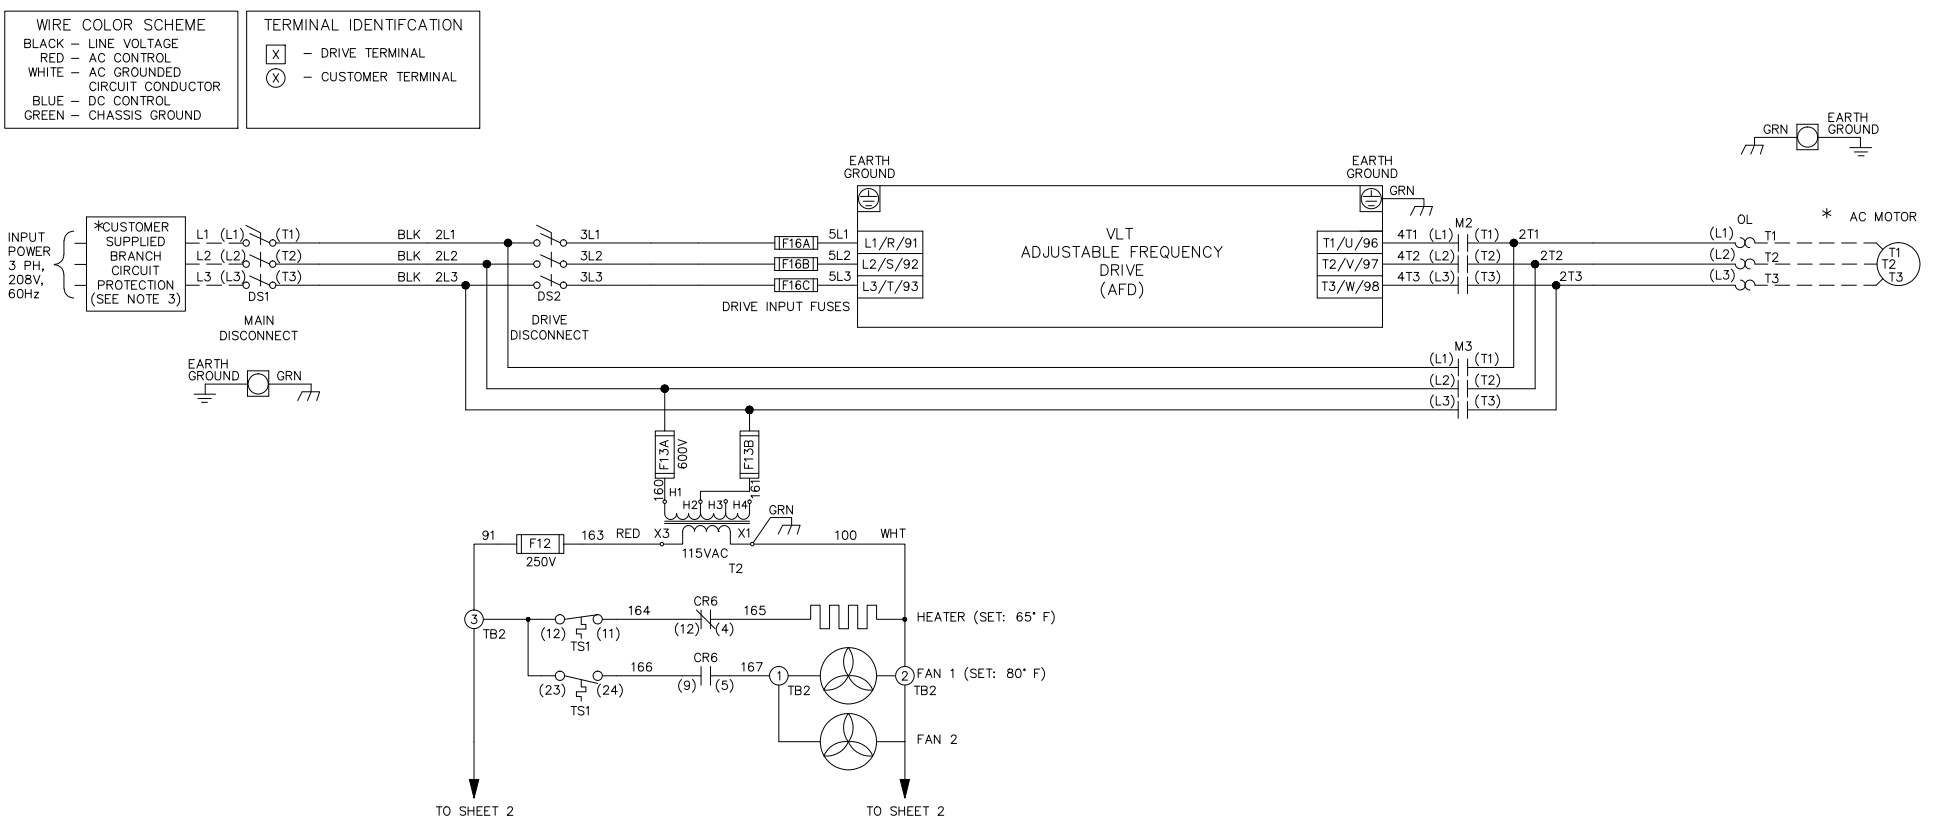 WIRE COLOR SCHEME
BLACK – LINE VOLTAGE
RED – AC CONTROL
WHITE – AC GROUNDED
CIRCUIT CONDUCTOR
BLUE – DC CONTROL
GREEN – CHASSIS GROUND
TERMINAL IDENTIFCATION
X – DRIVE TERMINAL
X – CUSTOMER TERMINAL
GRN
EARTH
GROUND
EARTH
GROUND
EARTH
GROUND
GRN
INPUT
POWER
3 PH,
208V,
60Hz
*CUSTOMER
SUPPLIED
BRANCH
CIRCUIT
PROTECTION
(SEE NOTE 3)
L1 (L1) (T1) BLK 2L1 3L1 F16A 5L1 L1/R/91
L2 (L2) (T2) BLK 2L2 3L2 F16B 5L2 L2/S/92
L3 (L3) (T3) BLK 2L3 3L3 F16C 5L3 L3/T/93
DS1
MAIN
DISCONNECT
DS2
DRIVE
DISCONNECT
DRIVE INPUT FUSES
VLT
ADJUSTABLE FREQUENCY
DRIVE
(AFD)
M2
T1/U/96 4T1 (L1) (T1) 2T1
T2/V/97 4T2 (L2) (T2) 2T2
T3/W/98 4T3 (L3) (T3) 2T3
OL
(L1) T1
(L2) T2
(L3) T3
* AC MOTOR
T1
T2
T3
M3
(L1) (T1)
(L2) (T2)
(L3) (T3)
EARTH
GROUND
GRN
F13A
600V
F13B
160
161
H1
H2 H3 H4
GRN
91 F12 163 RED X3 X1 100 WHT
250V
115VAC
T2
3
TB2
(12) (11)
TS1
164
CR6
(12) (4)
165
HEATER (SET: 65° F)
(23) (24)
TS1
166
CR6
(9) (5)
167
1
TB2
2
TB2
FAN 1 (SET: 80° F)
FAN 2
TO SHEET 2
TO SHEET 2